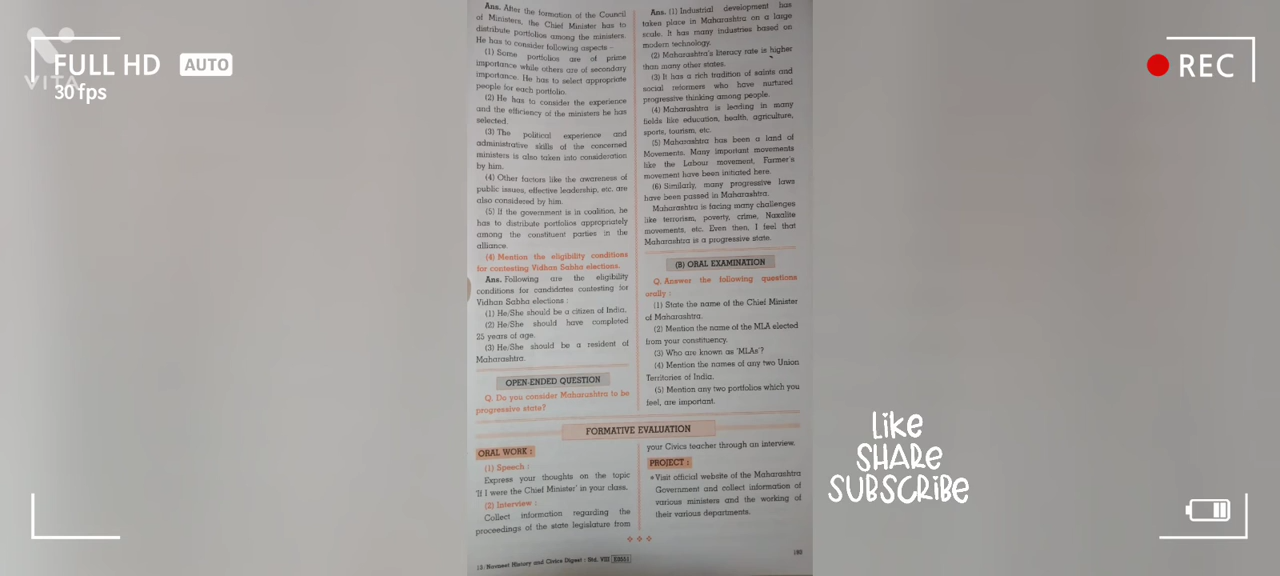 FULL HD AUTO
VITA
30 fps
REC
Ans. After the formation of the Council
of Ministers, the Chief Minister has to
distribute portfolios among the ministers.
He has to consider following aspects –
(1) Some portfolios are of prime
importance while others are of secondary
importance. He has to select appropriate
people for each portfolio.
(2) He has to consider the experience
and the efficiency of the ministers he has
selected.
(3) The political experience and
administrative skills of the concerned
ministers is also taken into consideration
by him.
(4) Other factors like the awareness of
public issues, effective leadership, etc. are
also considered by him.
(5) If the government is in coalition, he
has to distribute portfolios appropriately
among the constituent parties in the
alliance.
(4) Mention the eligibility conditions
for contesting Vidhan Sabha elections.
Ans. Following are the eligibility
conditions for candidates contesting for
Vidhan Sabha elections :
(1) He/She should be a citizen of India.
(2) He/She should have completed
25 years of age.
(3) He/She should be a resident of
Maharashtra.
OPEN-ENDED QUESTION
Q. Do you consider Maharashtra to be
progressive state?
Ans. (1) Industrial development has
taken place in Maharashtra on a large
scale. It has many industries based on
modern technology.
(2) Maharashtra's literacy rate is higher
than many other states.
(3) It has a rich tradition of saints and
social reformers who have nurtured
progressive thinking among people.
(4) Maharashtra is leading in many
fields like education, health, agriculture,
sports, tourism, etc.
(5) Maharashtra has been a land of
Movements. Many important movements
like the Labour movement, Farmer's
movement have been initiated here.
(6) Similarly, many progressive laws
have been passed in Maharashtra.
Maharashtra is facing many challenges
like terrorism, poverty, crime, Naxalite
movements, etc. Even then, I feel that
Maharashtra is a progressive state.
(B) ORAL EXAMINATION
Q. Answer the following questions
orally :
(1) State the name of the Chief Minister
of Maharashtra.
(2) Mention the name of the MLA elected
from your constituency.
(3) Who are known as 'MLAs'?
(4) Mention the names of any two Union
Territories of India.
(5) Mention any two portfolios which you
feel, are important.
FORMATIVE EVALUATION
ORAL WORK :
(1) Speech :
Express your thoughts on the topic
'If I were the Chief Minister' in your class.
(2) Interview :
Collect information regarding the
proceedings of the state legislature from
your Civics teacher through an interview.
PROJECT :
• Visit official website of the Maharashtra
Government and collect information of
various ministers and the working of
their various departments.
13/Navneet History and Civics Digest : Std. VIII
LIKE
SHARE
SUBSCRIBE